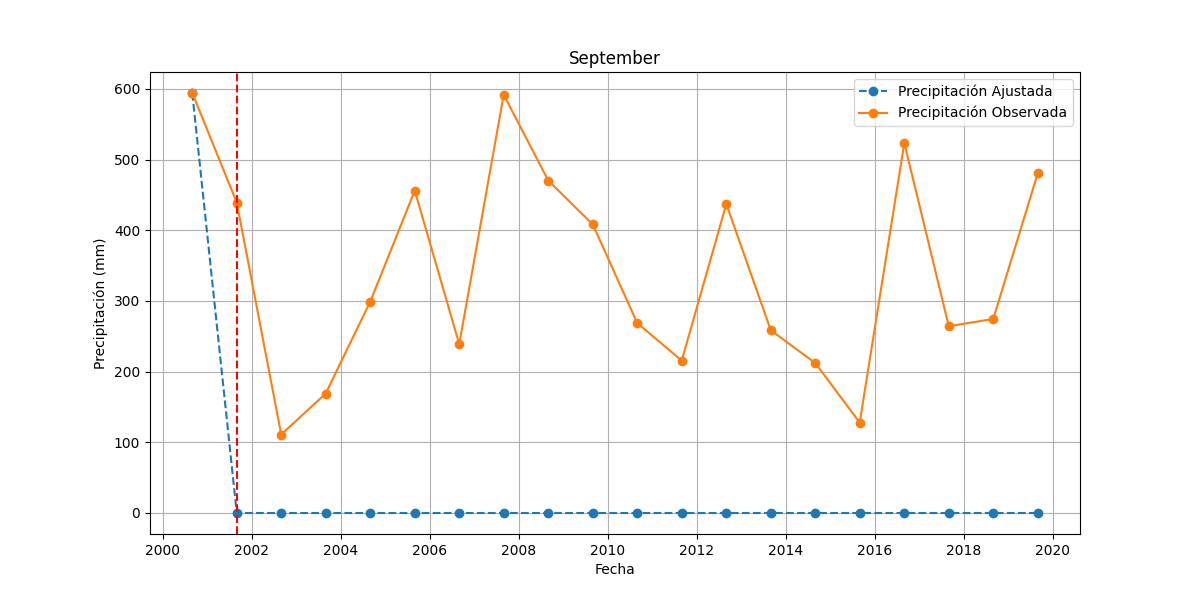 September
Precipitación Ajustada
Precipitación Observada
Precipitación (mm)
600
500
400
300
200
100
0
2000 2002 2004 2006 2008 2010 2012 2014 2016 2018 2020
Fecha